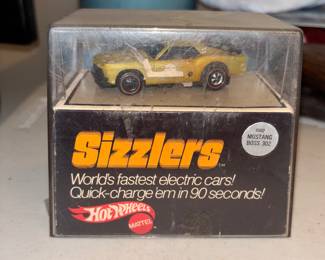 MUSTANG
BOSS 302
Sizzlers
World's fastest electric cars!
Quick-charge 'em in 90 seconds!
Hot Wheels
MATTEL